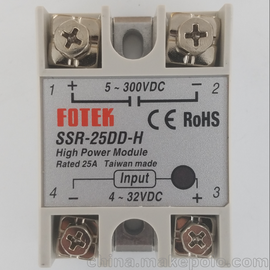 1 + 5~300VDC - 2
FOTEK CE RoHS
SSR-25DD-H
High Power Module
Rated 25A Taiwan made
Input
4 - 4~32VDC + 3